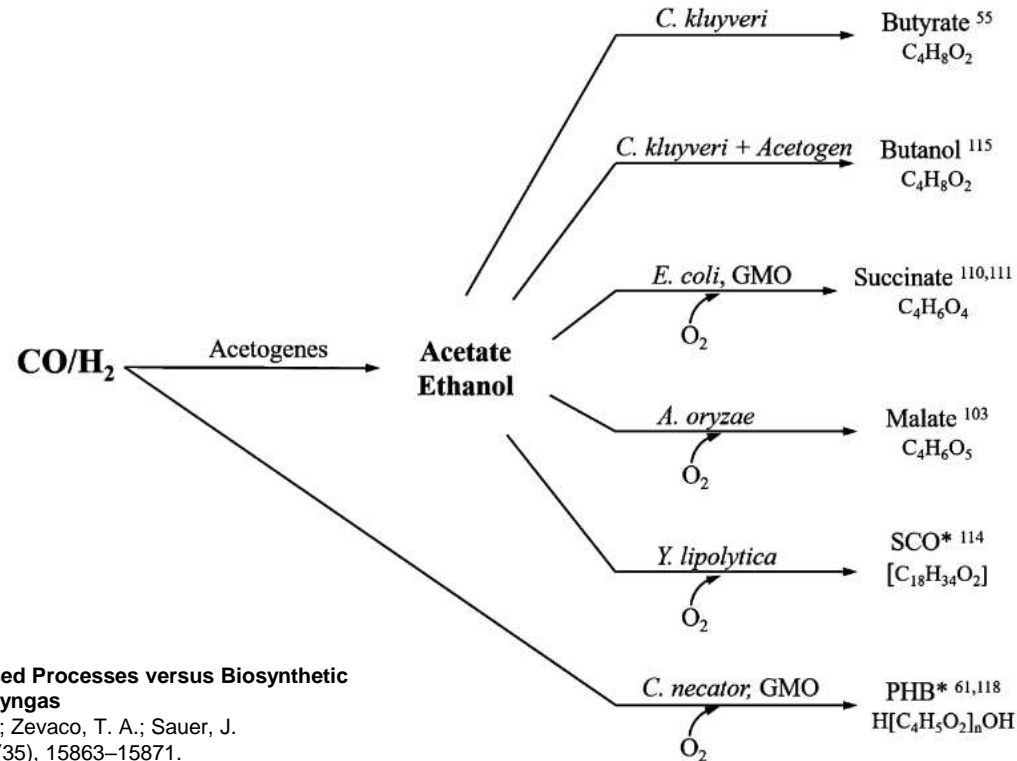 C. kluyveri
Butyrate 55
C4H8O2
C. kluyveri + Acetogen
Butanol 115
C4H8O2
E. coli, GMO
O2
Succinate 110,111
C4H6O4
CO/H2
Acetogenes
Acetate
Ethanol
A. oryzae
O2
Malate 103
C4H6O5
Y. lipolytica
O2
SCO* 114
[C18H34O2]
C. necator, GMO
O2
PHB* 61,118
H[C4H5O2]nOH
ed Processes versus Biosynthetic
yngas
; Zevaco, T. A.; Sauer, J.
(35), 15863–15871.